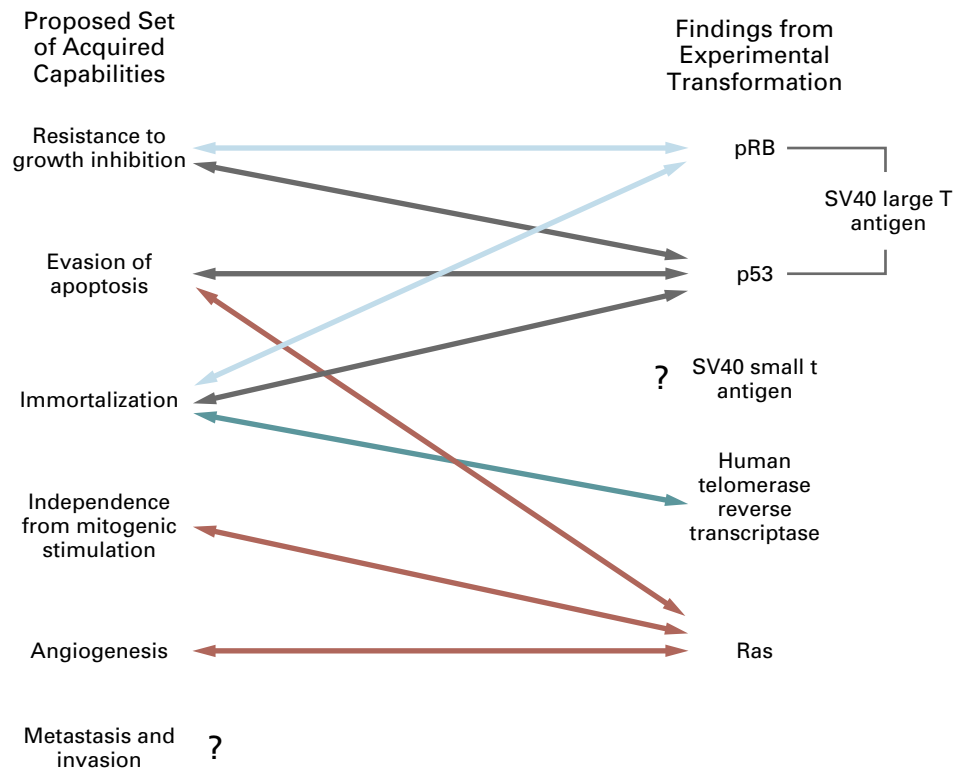 Proposed Set
of Acquired
Capabilities
Findings from
Experimental
Transformation
Resistance to
growth inhibition
pRB
SV40 large T
antigen
Evasion of
apoptosis
p53
?
SV40 small t
antigen
Immortalization
Human
telomerase
reverse
transcriptase
Independence
from mitogenic
stimulation
Angiogenesis
Ras
Metastasis and
invasion
?